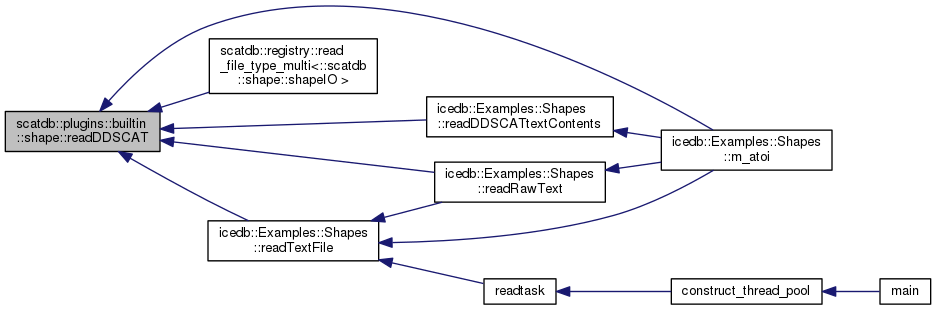 scatdb::plugins::builtin
::shape::readDDSCAT
scatdb::registry::read
_file_type_multi<::scatdb
::shape::shapeIO >
icedb::Examples::Shapes
::readDDSCATtextContents
icedb::Examples::Shapes
::m_atoi
icedb::Examples::Shapes
::readRawText
icedb::Examples::Shapes
::readTextFile
readtask
construct_thread_pool
main